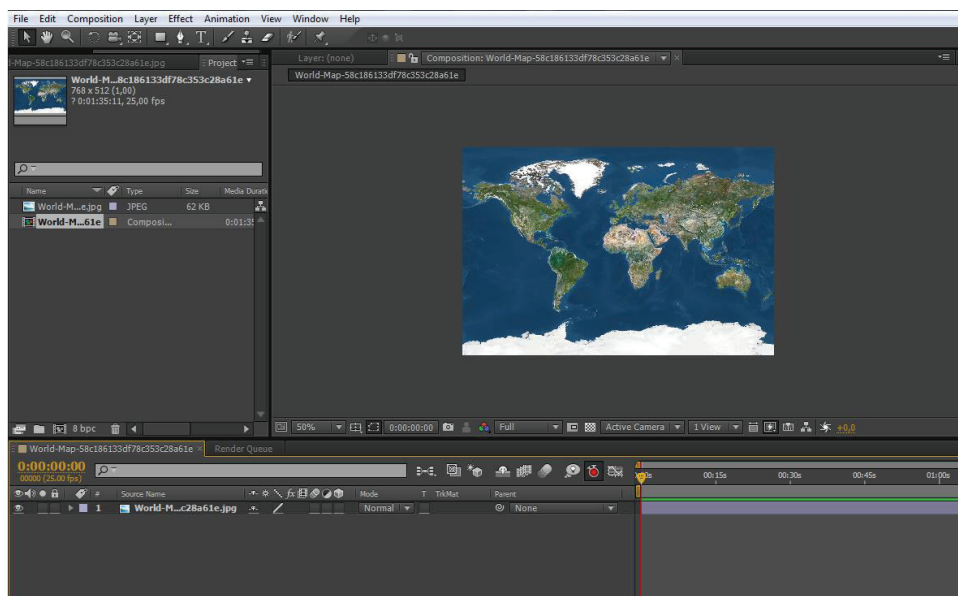 File Edit Composition Layer Effect Animation View Window Help
l-Map-58c186133df78c353c28a61e.jpg Project
Layer: (none) Composition: World-Map-58c186133df78c353c28a61e
World-Map-58c186133df78c353c28a61e
World-M...8c186133df78c353c28a61e
768 x 512 (1,00)
? 0:01:35:11, 25,00 fps
Name Type Size Media Durati
World-M...e.jpg JPEG 62 KB
World-M...61e Composi... 0:01:3
8 bpc 50% 0:00:00:00 Full Active Camera 1 View +0,0
World-Map-58c186133df78c353c28a61e Render Queue
0:00:00:00
00000 (25.00 fps)
00:15s 00:30s 00:45s 01:00s
# Source Name fx Mode T TrkMat Parent
1 World-M...c28a61e.jpg Normal None